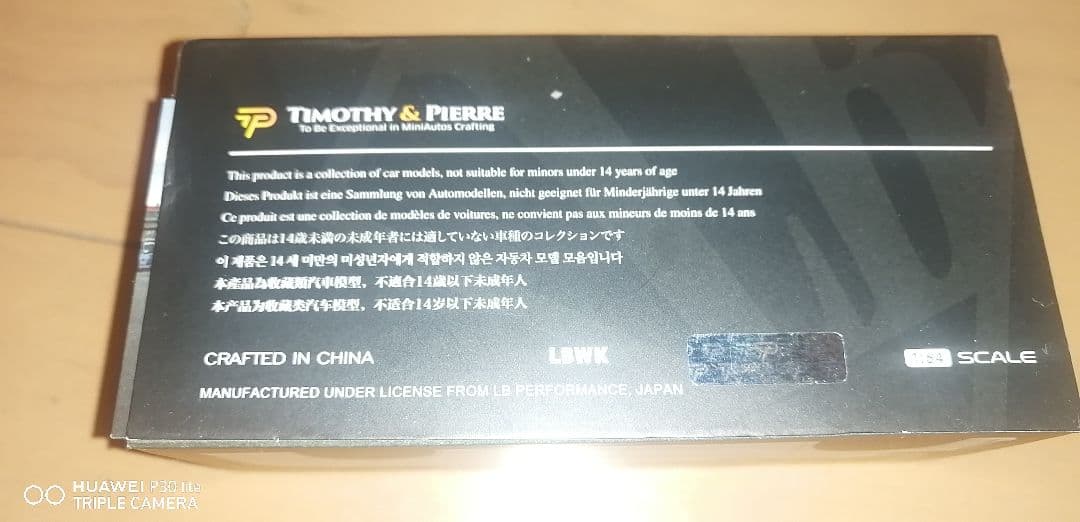 TP
TIMOTHY & PIERRE
To Be Exceptional in MiniAutos Crafting
This product is a collection of car models, not suitable for minors under 14 years of age
Dieses Produkt ist eine Sammlung von Automodellen, nicht geeignet für Minderjährige unter 14 Jahren
Ce produit est une collection de modèles de voitures, ne convient pas aux mineurs de moins de 14 ans
この商品は14歳未満の未成年者には適していない車種のコレクションです
이 제품은 14 세 미만의 미성년자에게 적합하지 않은 자동차 모델 모음입니다
本產品為收藏類汽車模型，不適合14歲以下未成年人
本产品为收藏类汽车模型，不适合14岁以下未成年人
CRAFTED IN CHINA LBWK 1:64 SCALE
MANUFACTURED UNDER LICENSE FROM LB PERFORMANCE, JAPAN
HUAWEI P30 lite
TRIPLE CAMERA